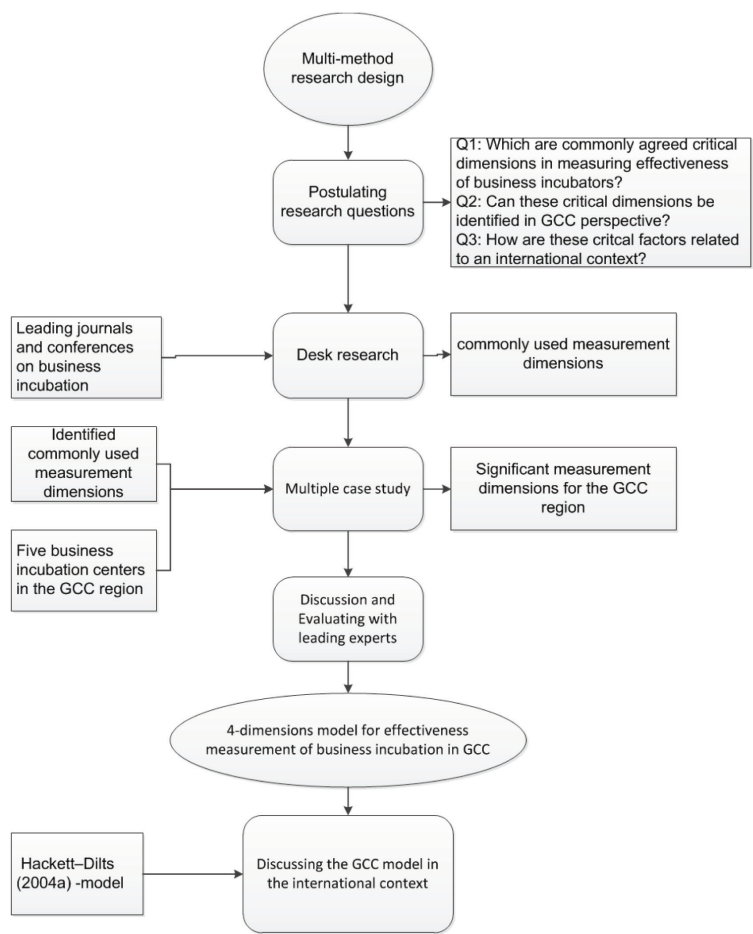 Multi-method
research design
Postulating
research questions
Q1: Which are commonly agreed critical
dimensions in measuring effectiveness
of business incubators?
Q2: Can these critical dimensions be
identified in GCC perspective?
Q3: How are these critcal factors related
to an international context?
Leading journals
and conferences
on business
incubation
Desk research
commonly used measurement
dimensions
Identified
commonly used
measurement
dimensions
Five business
incubation centers
in the GCC region
Multiple case study
Significant measurement
dimensions for the GCC
region
Discussion and
Evaluating with
leading experts
4-dimensions model for effectiveness
measurement of business incubation in GCC
Hackett–Dilts
(2004a) -model
Discussing the GCC model in
the international context